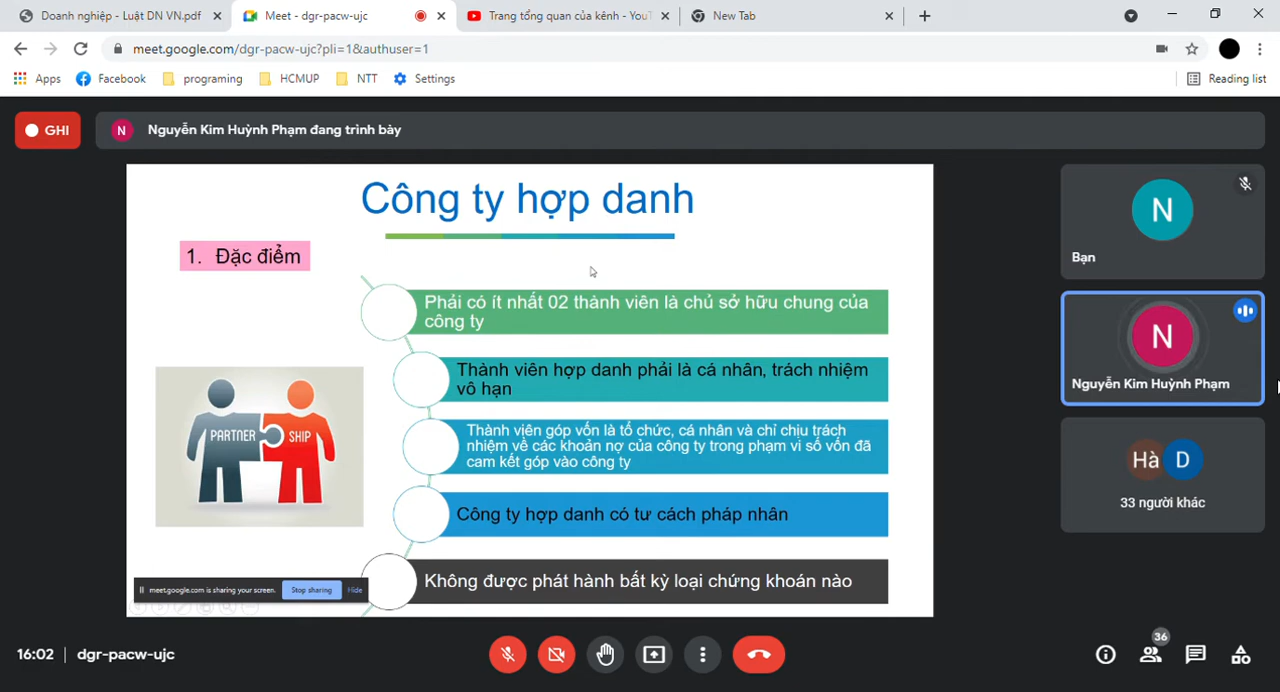 Doanh nghiệp - Luật DN VN.pdf
Meet - dgr-pacw-ujc
Trang tổng quan của kênh - YouT
New Tab
meet.google.com/dgr-pacw-ujc?pli=1&authuser=1
Apps
Facebook
programing
HCMUP
NTT
Settings
Reading list
GHI
N
Nguyễn Kim Huỳnh Phạm đang trình bày
Công ty hợp danh
1. Đặc điểm
Phải có ít nhất 02 thành viên là chủ sở hữu chung của
công ty
Thành viên hợp danh phải là cá nhân, trách nhiệm
vô hạn
Thành viên góp vốn là tổ chức, cá nhân và chỉ chịu trách
nhiệm về các khoản nợ của công ty trong phạm vi số vốn đã
cam kết góp vào công ty
Công ty hợp danh có tư cách pháp nhân
Không được phát hành bất kỳ loại chứng khoán nào
PARTNER
SHIP
meet.google.com is sharing your screen.
Stop sharing
Hide
N
Bạn
N
Nguyễn Kim Huỳnh Phạm
Hà
D
33 người khác
16:02
dgr-pacw-ujc
36